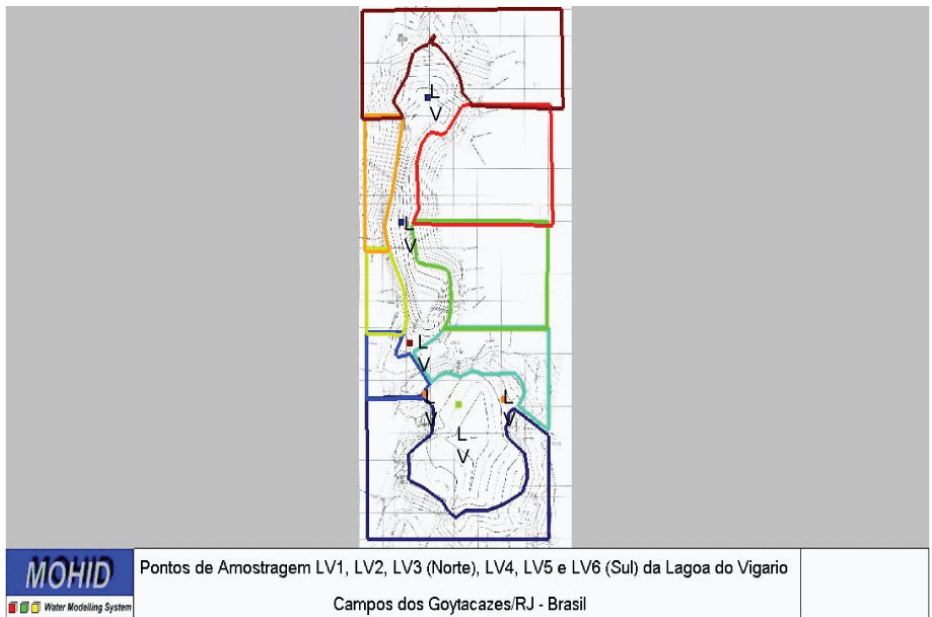 L
V
L
V
L
V
L
V
L
V
L
V
MOHID
Water Modelling System
Pontos de Amostragem LV1, LV2, LV3 (Norte), LV4, LV5 e LV6 (Sul) da Lagoa do Vigario
Campos dos Goytacazes/RJ - Brasil